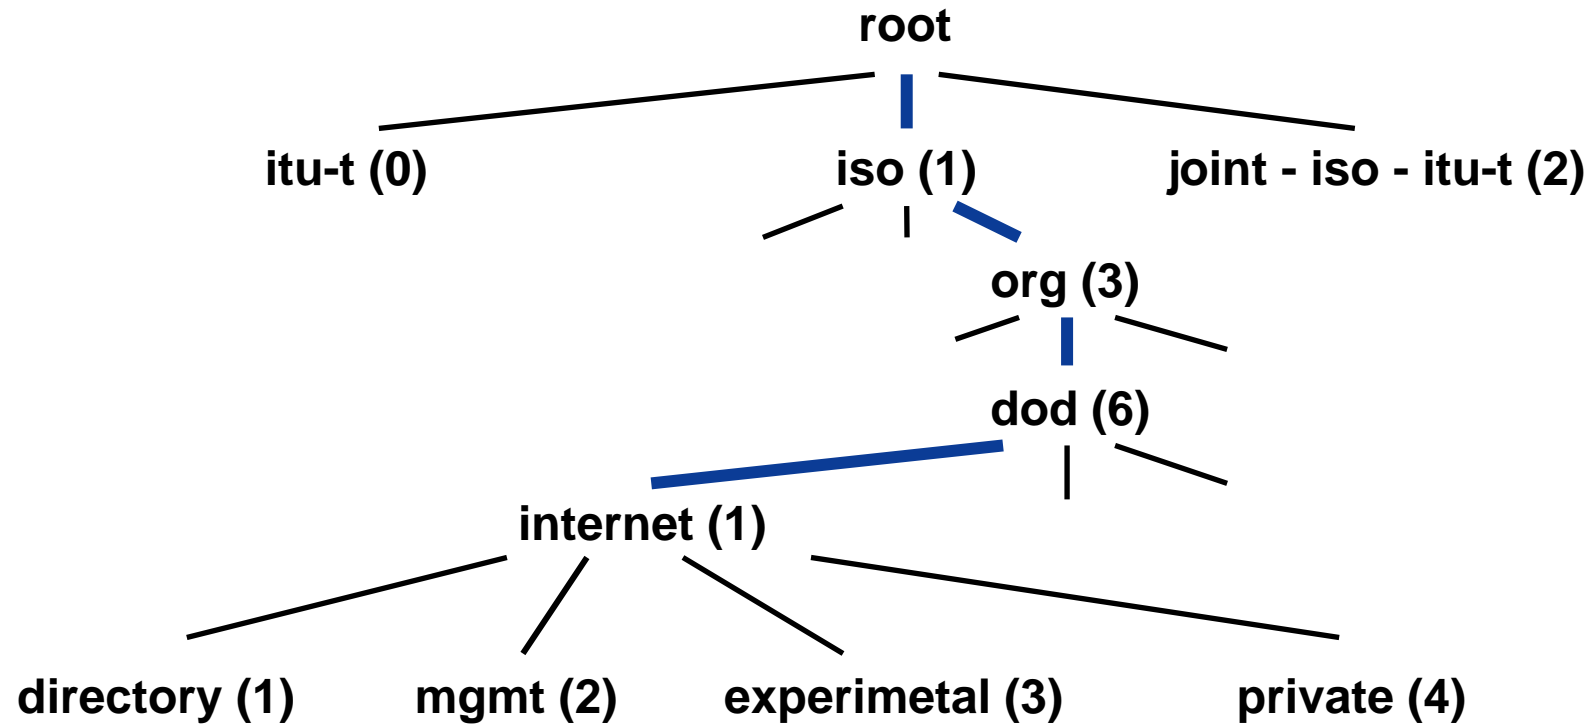 root
itu-t (0) iso (1) joint - iso - itu-t (2)
org (3)
dod (6)
internet (1)
directory (1) mgmt (2) experimetal (3) private (4)